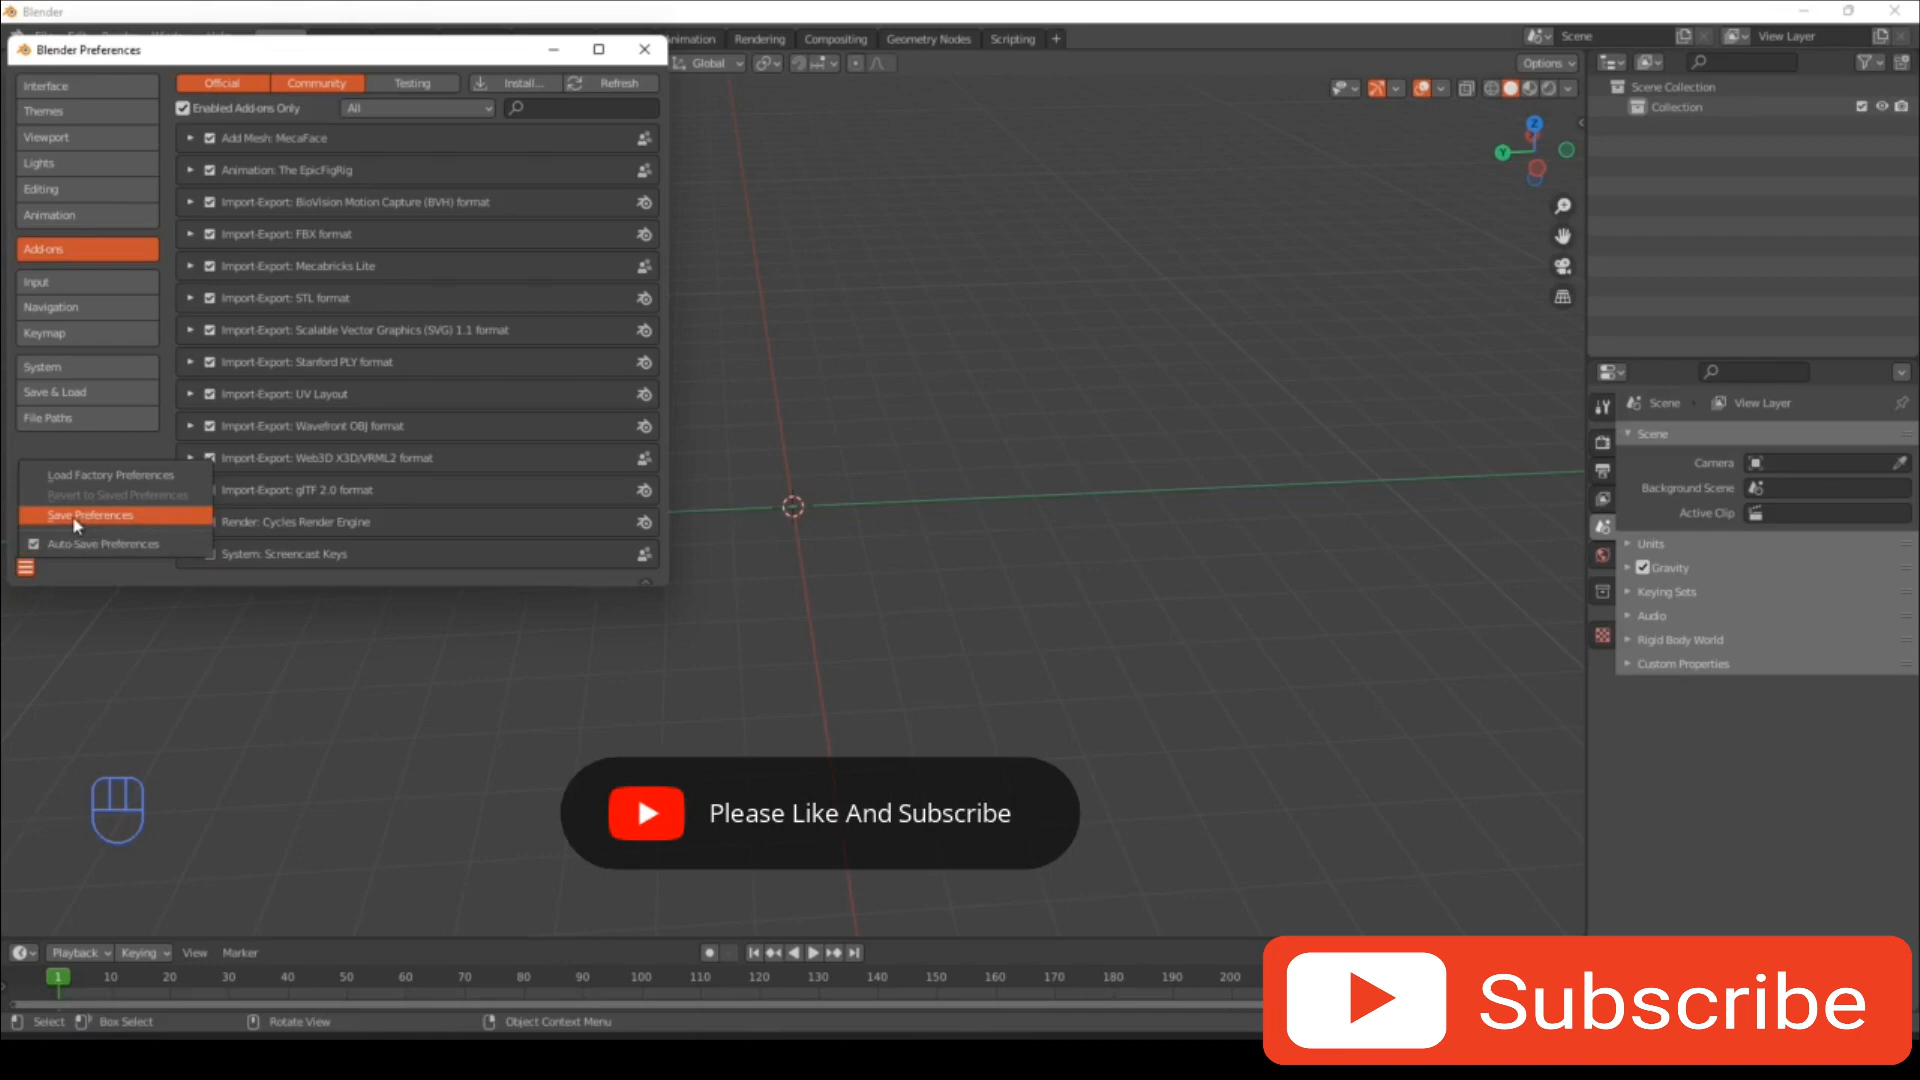 Blender
Blender Preferences
Animation
Rendering
Compositing
Geometry Nodes
Scripting
+
Scene
View Layer
Global
Options
Interface
Themes
Viewport
Lights
Editing
Animation
Add-ons
Input
Navigation
Keymap
System
Save & Load
File Paths
Official
Community
Testing
Install...
Refresh
Enabled Add-ons Only
All
Add Mesh: MecaFace
Animation: The EpicFigRig
Import-Export: BioVision Motion Capture (BVH) format
Import-Export: FBX format
Import-Export: Mecabricks Lite
Import-Export: STL format
Import-Export: Scalable Vector Graphics (SVG) 1.1 format
Import-Export: Stanford PLY format
Import-Export: UV Layout
Import-Export: Wavefront OBJ format
Import-Export: Web3D X3D/VRML2 format
Import-Export: glTF 2.0 format
Render: Cycles Render Engine
System: Screencast Keys
Load Factory Preferences
Revert to Saved Preferences
Save Preferences
Auto-Save Preferences
Z
Y
Scene Collection
Collection
Scene
View Layer
Scene
Camera
Background Scene
Active Clip
Units
Gravity
Keying Sets
Audio
Rigid Body World
Custom Properties
Please Like And Subscribe
Playback
Keying
View
Marker
1 10 20 30 40 50 60 70 80 90 100 110 120 130 140 150 160 170 180 190 200
Select
Box Select
Rotate View
Object Context Menu
Subscribe